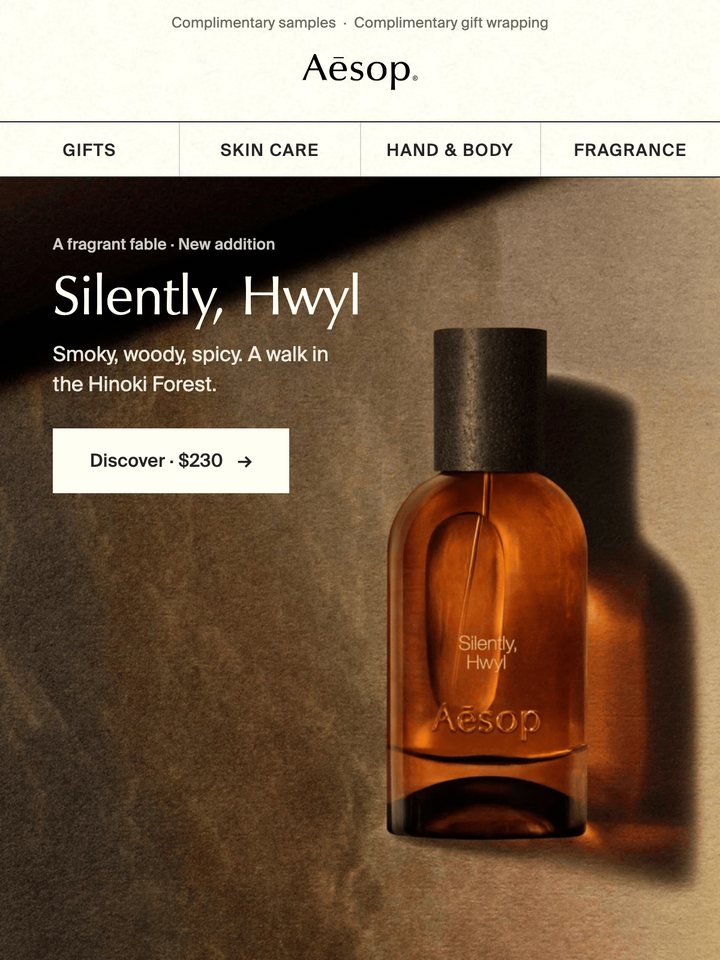 Complimentary samples · Complimentary gift wrapping
Aēsop®
GIFTS
SKIN CARE
HAND & BODY
FRAGRANCE
A fragrant fable · New addition
Silently, Hwyl
Smoky, woody, spicy. A walk in
the Hinoki Forest.
Discover · $230 →
Silently,
Hwyl
Aēsop